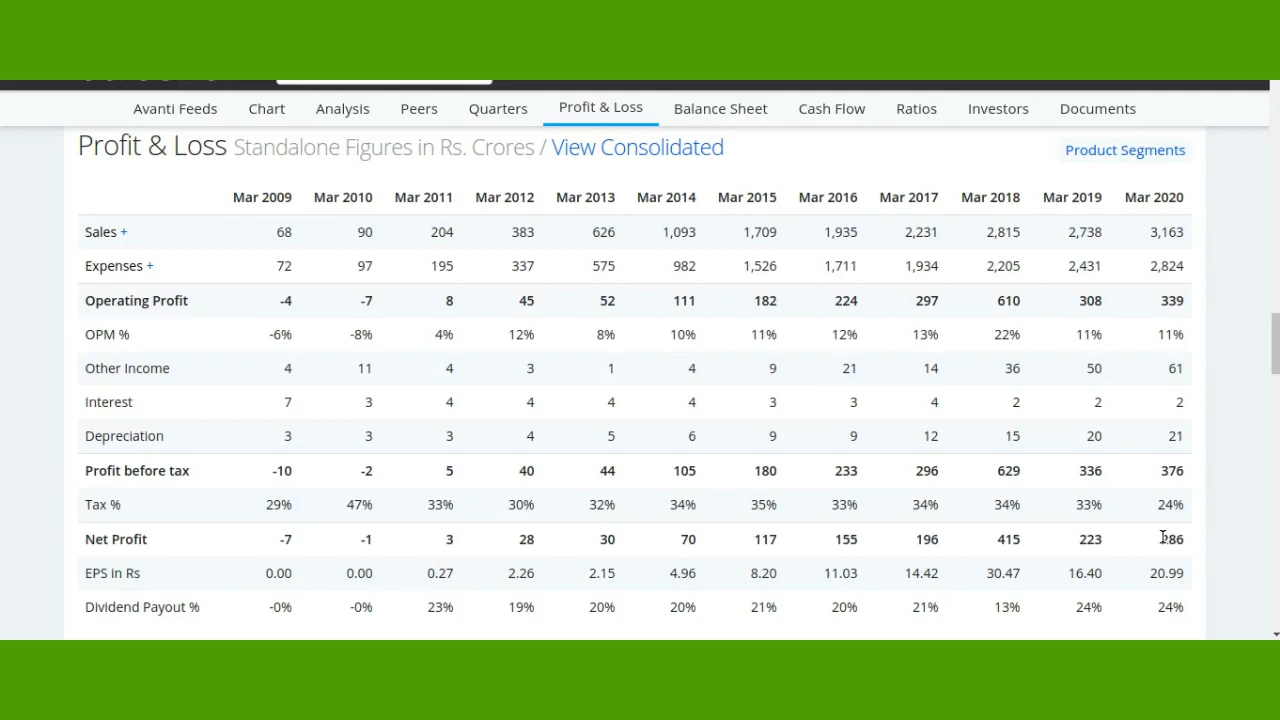 Avanti Feeds Chart Analysis Peers Quarters Profit & Loss Balance Sheet Cash Flow Ratios Investors Documents
Profit & Loss Standalone Figures in Rs. Crores / View Consolidated Product Segments
Mar 2009 Mar 2010 Mar 2011 Mar 2012 Mar 2013 Mar 2014 Mar 2015 Mar 2016 Mar 2017 Mar 2018 Mar 2019 Mar 2020
Sales + 68 90 204 383 626 1,093 1,709 1,935 2,231 2,815 2,738 3,163
Expenses + 72 97 195 337 575 982 1,526 1,711 1,934 2,205 2,431 2,824
Operating Profit -4 -7 8 45 52 111 182 224 297 610 308 339
OPM % -6% -8% 4% 12% 8% 10% 11% 12% 13% 22% 11% 11%
Other Income 4 11 4 3 1 4 9 21 14 36 50 61
Interest 7 3 4 4 4 4 3 3 4 2 2 2
Depreciation 3 3 3 4 5 6 9 9 12 15 20 21
Profit before tax -10 -2 5 40 44 105 180 233 296 629 336 376
Tax % 29% 47% 33% 30% 32% 34% 35% 33% 34% 34% 33% 24%
Net Profit -7 -1 3 28 30 70 117 155 196 415 223 286
EPS in Rs 0.00 0.00 0.27 2.26 2.15 4.96 8.20 11.03 14.42 30.47 16.40 20.99
Dividend Payout % -0% -0% 23% 19% 20% 20% 21% 20% 21% 13% 24% 24%